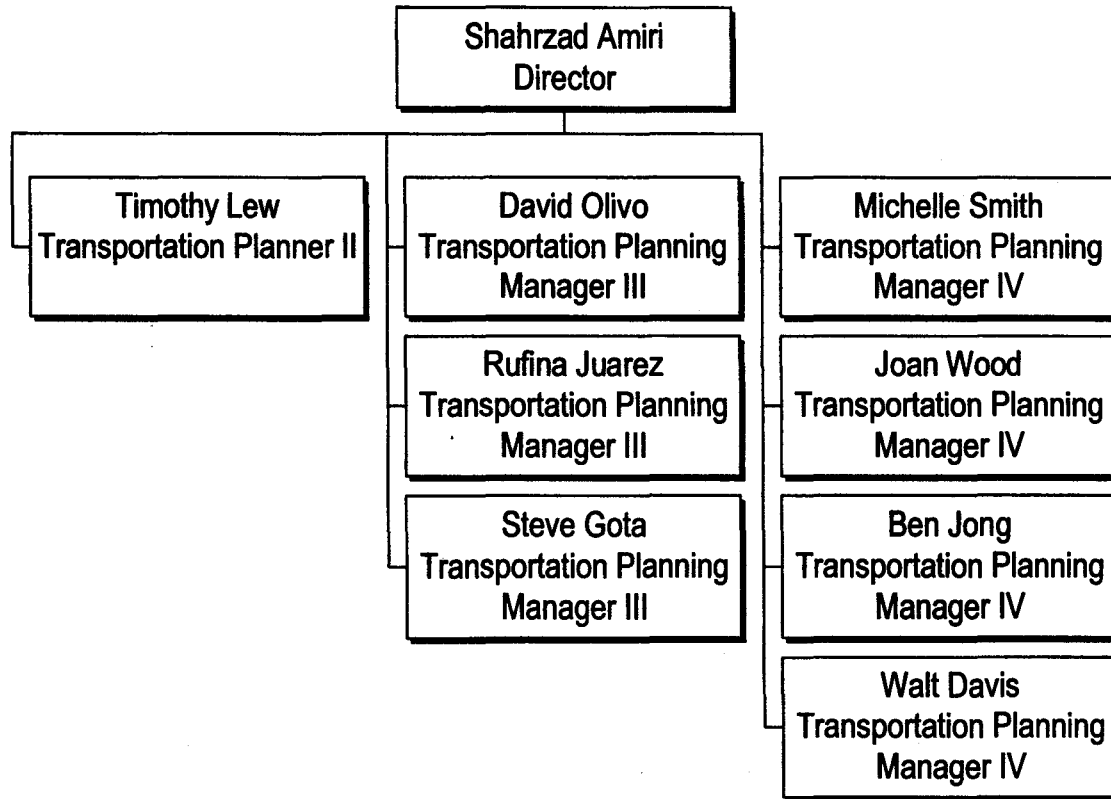 Shahrzad Amiri
Director
Timothy Lew
Transportation Planner II
David Olivo
Transportation Planning
Manager III
Rufina Juarez
Transportation Planning
Manager III
Steve Gota
Transportation Planning
Manager III
Michelle Smith
Transportation Planning
Manager IV
Joan Wood
Transportation Planning
Manager IV
Ben Jong
Transportation Planning
Manager IV
Walt Davis
Transportation Planning
Manager IV